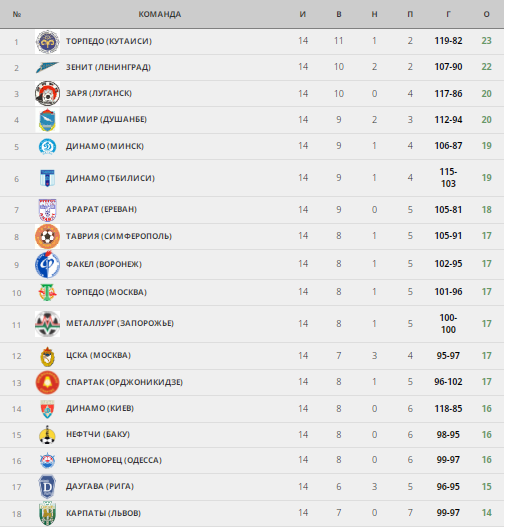 № КОМАНДА И В Н П Г О
1 ТОРПЕДО (КУТАИСИ) 14 11 1 2 119-82 23
2 ЗЕНИТ (ЛЕНИНГРАД) 14 10 2 2 107-90 22
3 ЗАРЯ (ЛУГАНСК) 14 10 0 4 117-86 20
4 ПАМИР (ДУШАНБЕ) 14 9 2 3 112-94 20
5 ДИНАМО (МИНСК) 14 9 1 4 106-87 19
6 ДИНАМО (ТБИЛИСИ) 14 9 1 4 115-103 19
7 АРАРАТ (ЕРЕВАН) 14 9 0 5 105-81 18
8 ТАВРИЯ (СИМФЕРОПОЛЬ) 14 8 1 5 105-91 17
9 ФАКЕЛ (ВОРОНЕЖ) 14 8 1 5 102-95 17
10 ТОРПЕДО (МОСКВА) 14 8 1 5 101-96 17
11 МЕТАЛЛУРГ (ЗАПОРОЖЬЕ) 14 8 1 5 100-100 17
12 ЦСКА (МОСКВА) 14 7 3 4 95-97 17
13 СПАРТАК (ОРДЖОНИКИДЗЕ) 14 8 1 5 96-102 17
14 ДИНАМО (КИЕВ) 14 8 0 6 118-85 16
15 НЕФТЧИ (БАКУ) 14 8 0 6 98-95 16
16 ЧЕРНОМОРЕЦ (ОДЕССА) 14 8 0 6 99-97 16
17 ДАУГАВА (РИГА) 14 6 3 5 96-95 15
18 КАРПАТЫ (ЛЬВОВ) 14 7 0 7 99-97 14